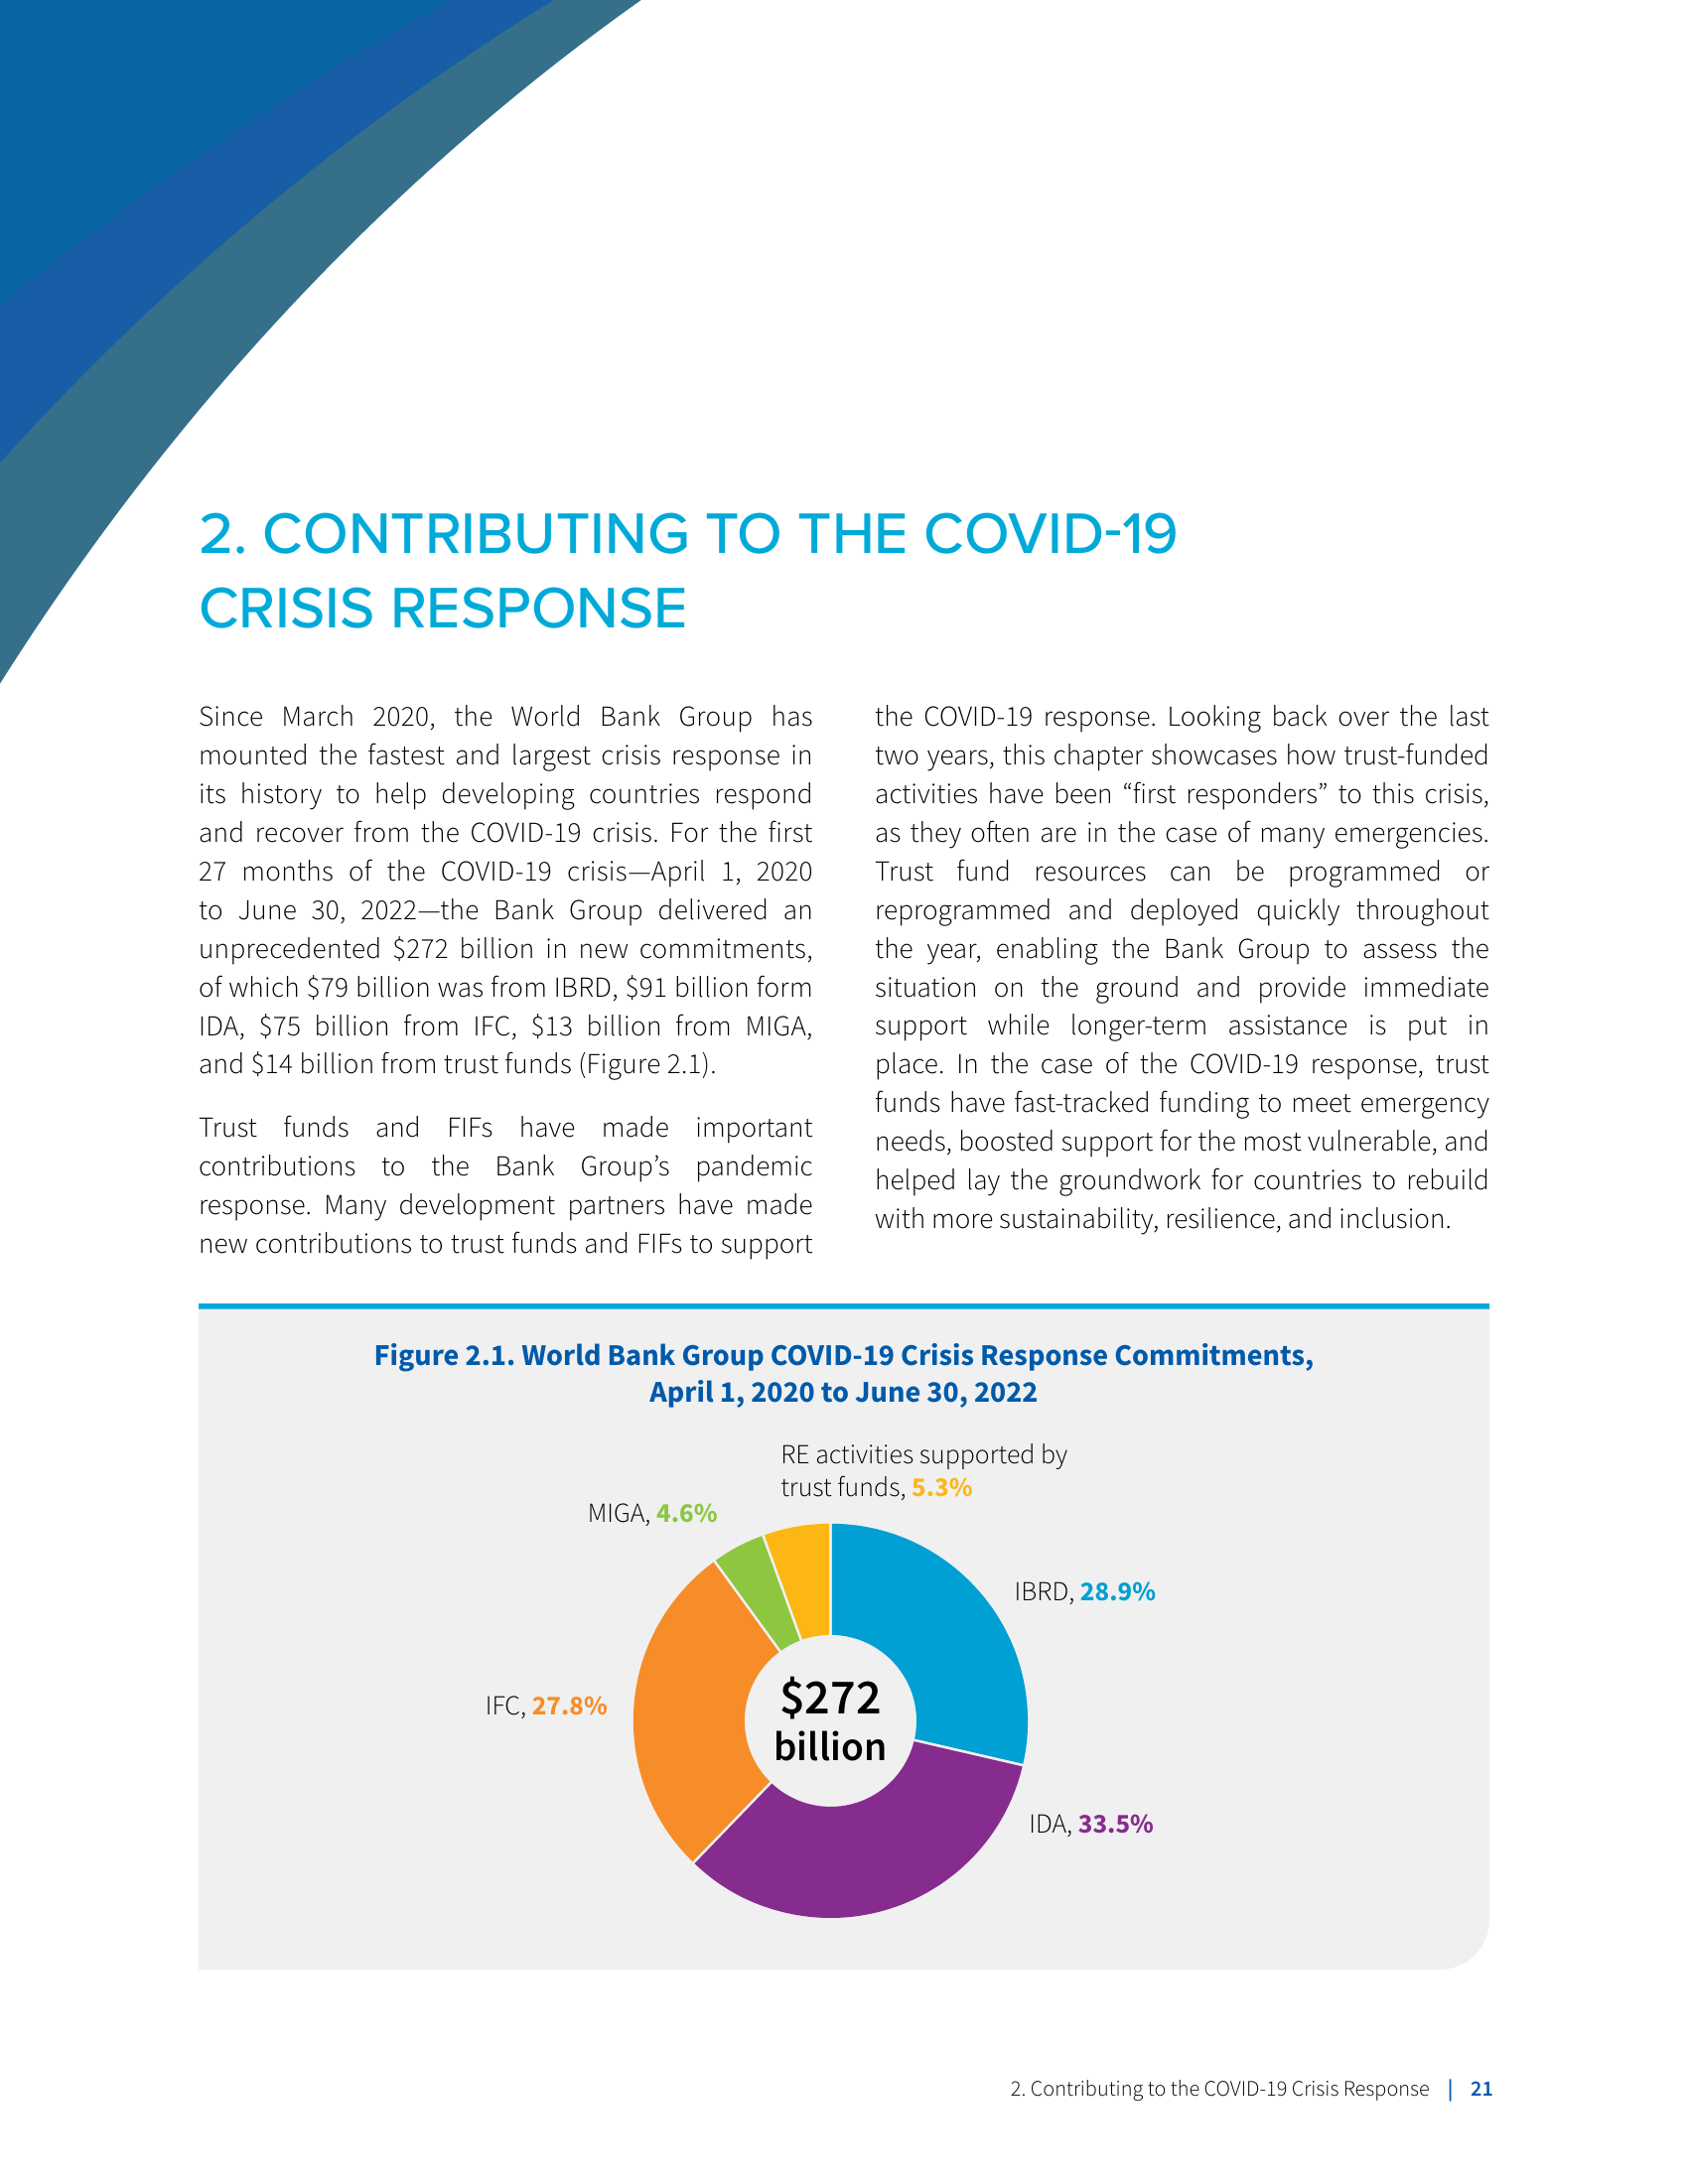 2. CONTRIBUTING TO THE COVID-19
CRISIS RESPONSE
Since March 2020, the World Bank Group has
mounted the fastest and largest crisis response in
its history to help developing countries respond
and recover from the COVID-19 crisis. For the first
27 months of the COVID-19 crisis—April 1, 2020
to June 30, 2022—the Bank Group delivered an
unprecedented $272 billion in new commitments,
of which $79 billion was from IBRD, $91 billion form
IDA, $75 billion from IFC, $13 billion from MIGA,
and $14 billion from trust funds (Figure 2.1).
Trust funds and FIFs have made important
contributions to the Bank Group’s pandemic
response. Many development partners have made
new contributions to trust funds and FIFs to support
the COVID-19 response. Looking back over the last
two years, this chapter showcases how trust-funded
activities have been “first responders” to this crisis,
as they often are in the case of many emergencies.
Trust fund resources can be programmed or
reprogrammed and deployed quickly throughout
the year, enabling the Bank Group to assess the
situation on the ground and provide immediate
support while longer-term assistance is put in
place. In the case of the COVID-19 response, trust
funds have fast-tracked funding to meet emergency
needs, boosted support for the most vulnerable, and
helped lay the groundwork for countries to rebuild
with more sustainability, resilience, and inclusion.
Figure 2.1. World Bank Group COVID-19 Crisis Response Commitments,
April 1, 2020 to June 30, 2022
RE activities supported by
trust funds, 5.3%
MIGA, 4.6%
IBRD, 28.9%
IFC, 27.8%
$272
billion
IDA, 33.5%
2. Contributing to the COVID-19 Crisis Response | 21